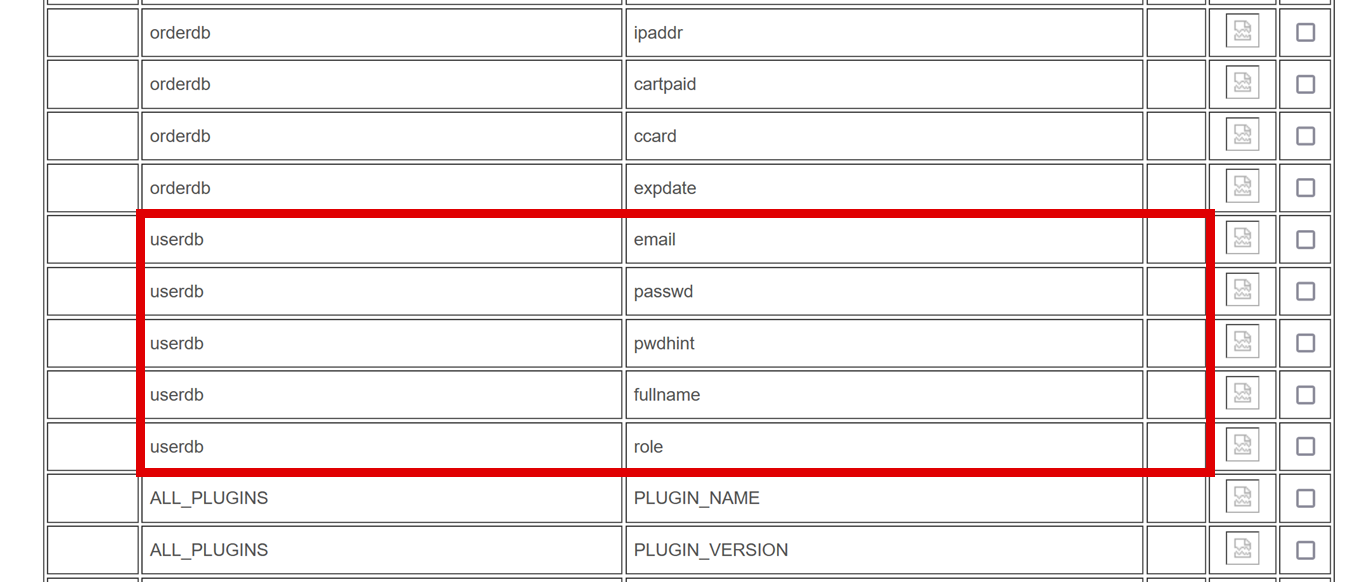 orderdb ipaddr
orderdb cartpaid
orderdb ccard
orderdb expdate
userdb email
userdb passwd
userdb pwdhint
userdb fullname
userdb role
ALL_PLUGINS PLUGIN_NAME
ALL_PLUGINS PLUGIN_VERSION